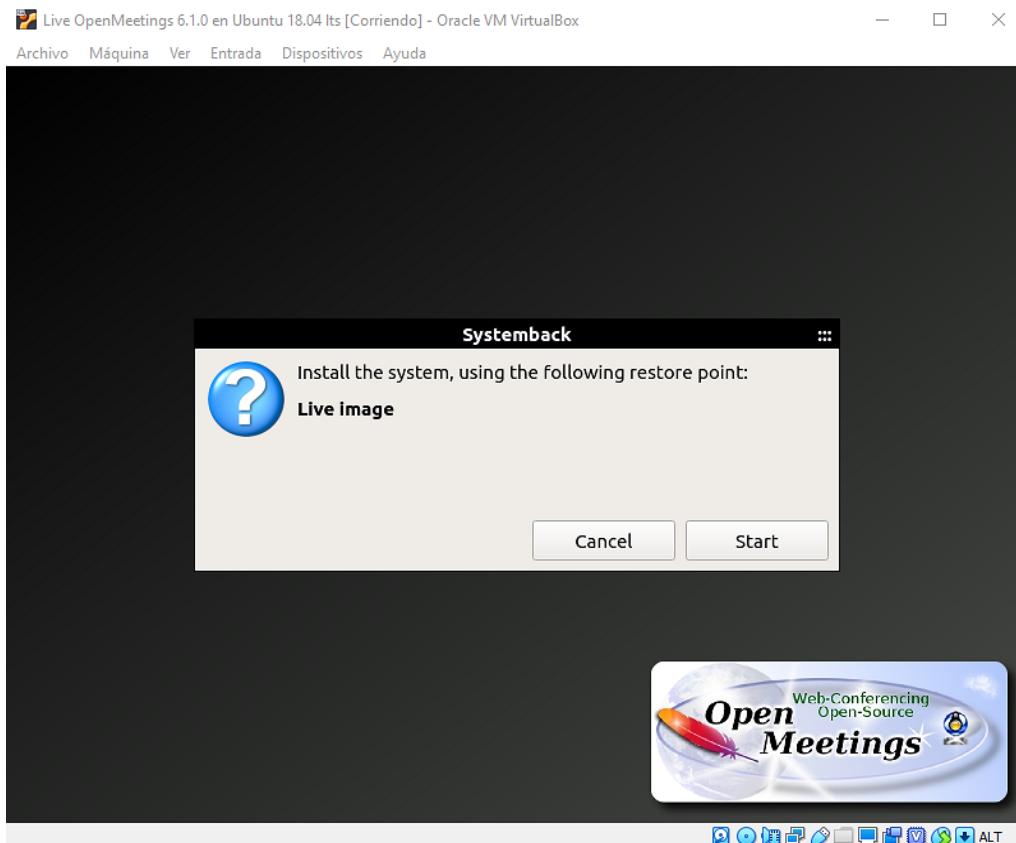 Live OpenMeetings 6.1.0 en Ubuntu 18.04 lts [Corriendo] - Oracle VM VirtualBox
Archivo Máquina Ver Entrada Dispositivos Ayuda
Systemback
Install the system, using the following restore point:
Live image
Cancel Start
Web-Conferencing
Open-Source
Open
Meetings
ALT